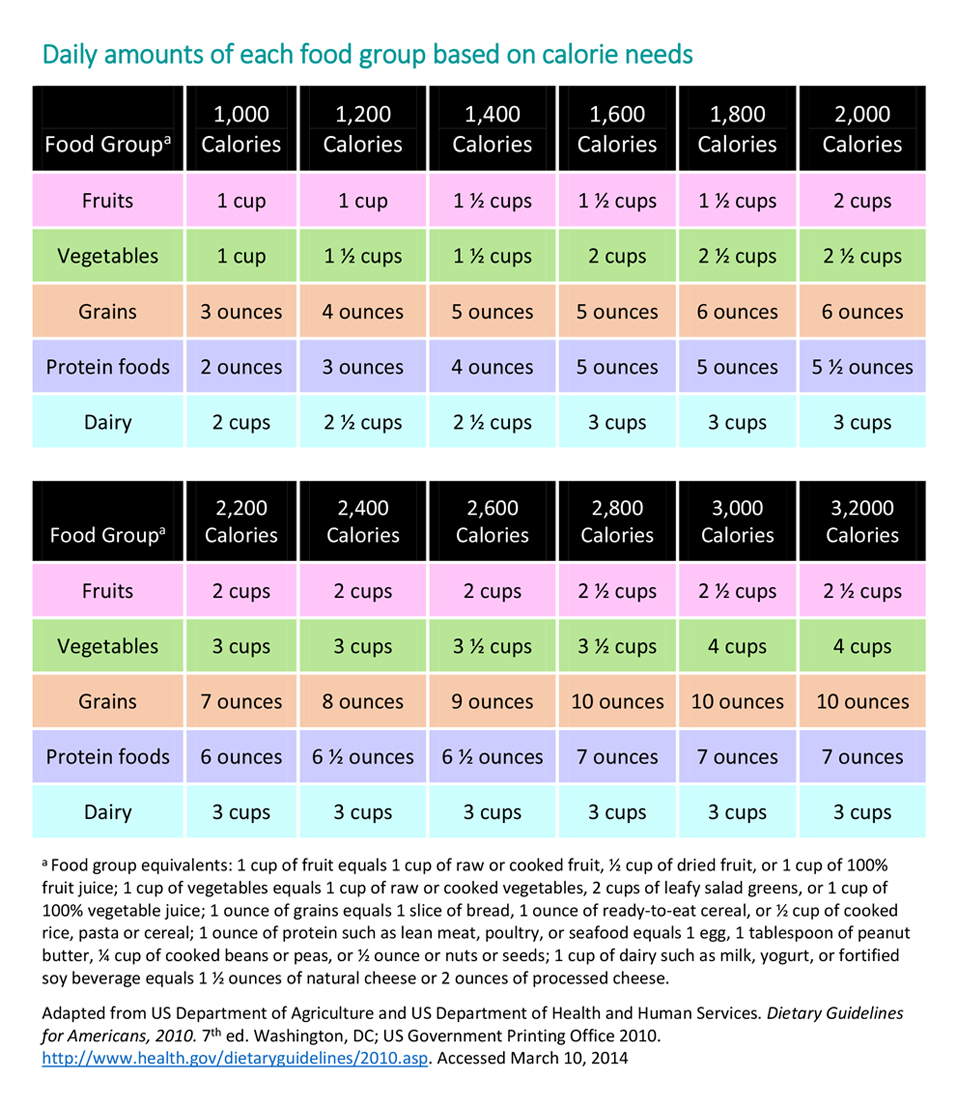 Daily amounts of each food group based on calorie needs
Food Groupᵃ 1,000 Calories 1,200 Calories 1,400 Calories 1,600 Calories 1,800 Calories 2,000 Calories
Fruits 1 cup 1 cup 1 ½ cups 1 ½ cups 1 ½ cups 2 cups
Vegetables 1 cup 1 ½ cups 1 ½ cups 2 cups 2 ½ cups 2 ½ cups
Grains 3 ounces 4 ounces 5 ounces 5 ounces 6 ounces 6 ounces
Protein foods 2 ounces 3 ounces 4 ounces 5 ounces 5 ounces 5 ½ ounces
Dairy 2 cups 2 ½ cups 2 ½ cups 3 cups 3 cups 3 cups
Food Groupᵃ 2,200 Calories 2,400 Calories 2,600 Calories 2,800 Calories 3,000 Calories 3,2000 Calories
Fruits 2 cups 2 cups 2 cups 2 ½ cups 2 ½ cups 2 ½ cups
Vegetables 3 cups 3 cups 3 ½ cups 3 ½ cups 4 cups 4 cups
Grains 7 ounces 8 ounces 9 ounces 10 ounces 10 ounces 10 ounces
Protein foods 6 ounces 6 ½ ounces 6 ½ ounces 7 ounces 7 ounces 7 ounces
Dairy 3 cups 3 cups 3 cups 3 cups 3 cups 3 cups
ᵃ Food group equivalents: 1 cup of fruit equals 1 cup of raw or cooked fruit, ½ cup of dried fruit, or 1 cup of 100%
fruit juice; 1 cup of vegetables equals 1 cup of raw or cooked vegetables, 2 cups of leafy salad greens, or 1 cup of
100% vegetable juice; 1 ounce of grains equals 1 slice of bread, 1 ounce of ready-to-eat cereal, or ½ cup of cooked
rice, pasta or cereal; 1 ounce of protein such as lean meat, poultry, or seafood equals 1 egg, 1 tablespoon of peanut
butter, ¼ cup of cooked beans or peas, or ½ ounce or nuts or seeds; 1 cup of dairy such as milk, yogurt, or fortified
soy beverage equals 1 ½ ounces of natural cheese or 2 ounces of processed cheese.
Adapted from US Department of Agriculture and US Department of Health and Human Services. Dietary Guidelines
for Americans, 2010. 7th ed. Washington, DC; US Government Printing Office 2010.
http://www.health.gov/dietaryguidelines/2010.asp. Accessed March 10, 2014